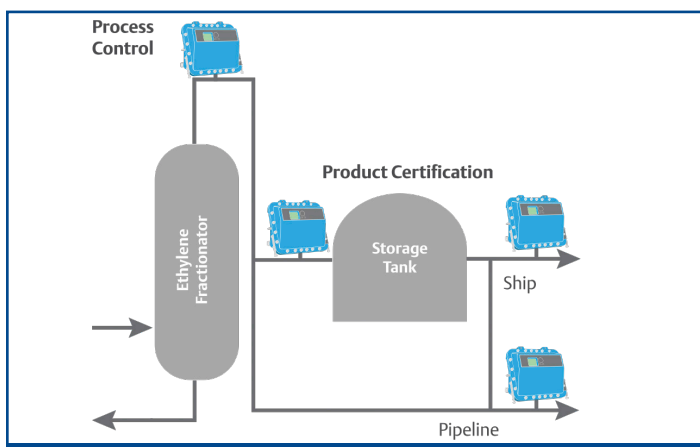 Process
Control
Product Certification
Ethylene
Fractionator
Storage
Tank
Ship
Pipeline